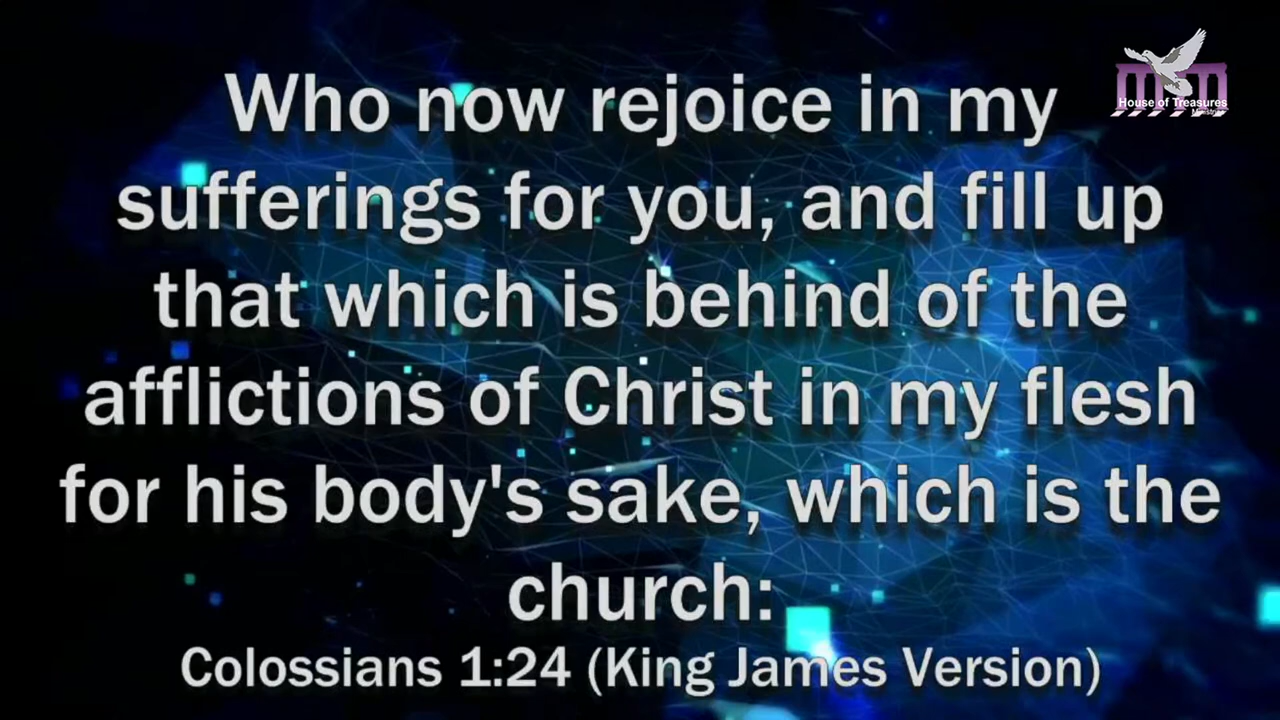 House of Treasures
Ministries
Who now rejoice in my
sufferings for you, and fill up
that which is behind of the
afflictions of Christ in my flesh
for his body's sake, which is the
church:
Colossians 1:24 (King James Version)